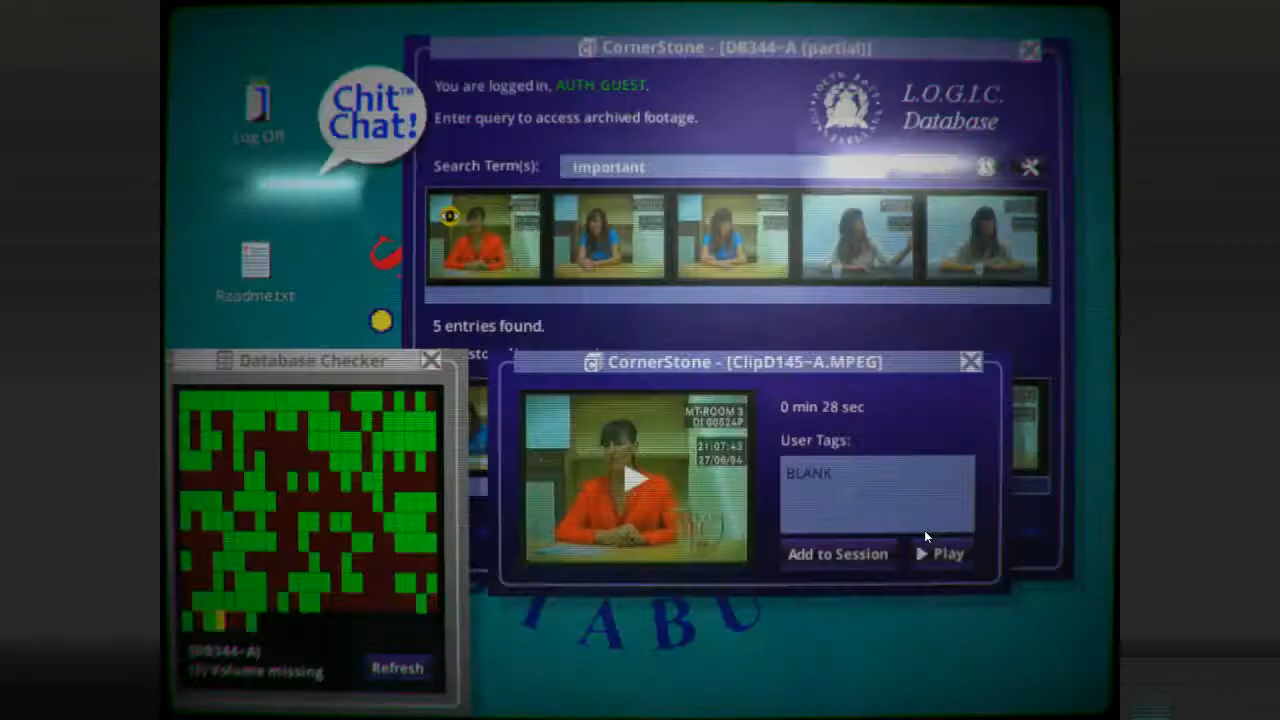 CornerStone - [DB344~A (partial)]
You are logged in, AUTH GUEST.
Enter query to access archived footage.
L.O.G.I.C.
Database
Chit
Chat!™
Log Off
Search Term(s):
important
Readme.txt
5 entries found.
Database Checker
CornerStone - [ClipD145~A.MPEG]
MT-ROOM 3
21:07:43
27/06/94
0 min 28 sec
User Tags:
BLANK
Add to Session
Play
[DB344~A]
Volume missing
Refresh
TABU